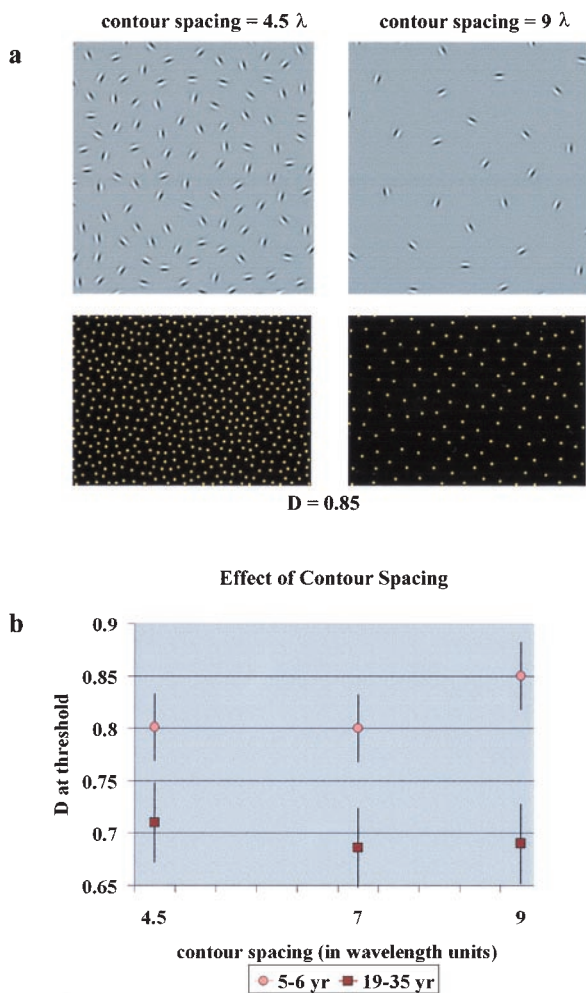 contour spacing = 4.5 λ
contour spacing = 9 λ
a
D = 0.85
Effect of Contour Spacing
b
0.9
0.85
0.8
0.75
0.7
0.65
D at threshold
4.5 7 9
contour spacing (in wavelength units)
5-6 yr 19-35 yr